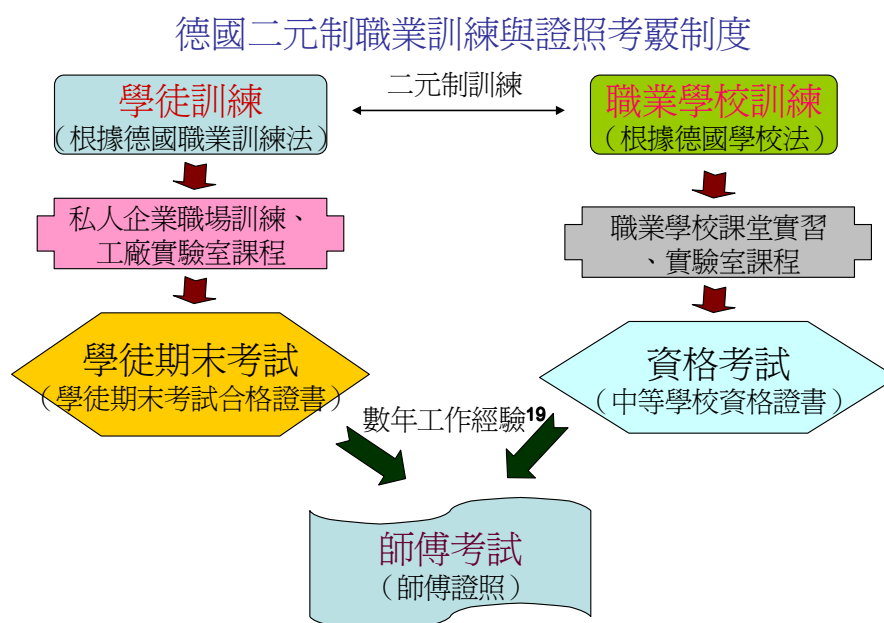 德國二元制職業訓練與證照考覈制度
學徒訓練
（根據德國職業訓練法）
二元制訓練
職業學校訓練
（根據德國學校法）
私人企業職場訓練、
工廠實驗室課程
職業學校課堂實習
、實驗室課程
學徒期末考試
（學徒期末考試合格證書）
資格考試
（中等學校資格證書）
數年工作經驗19
師傅考試
（師傅證照）